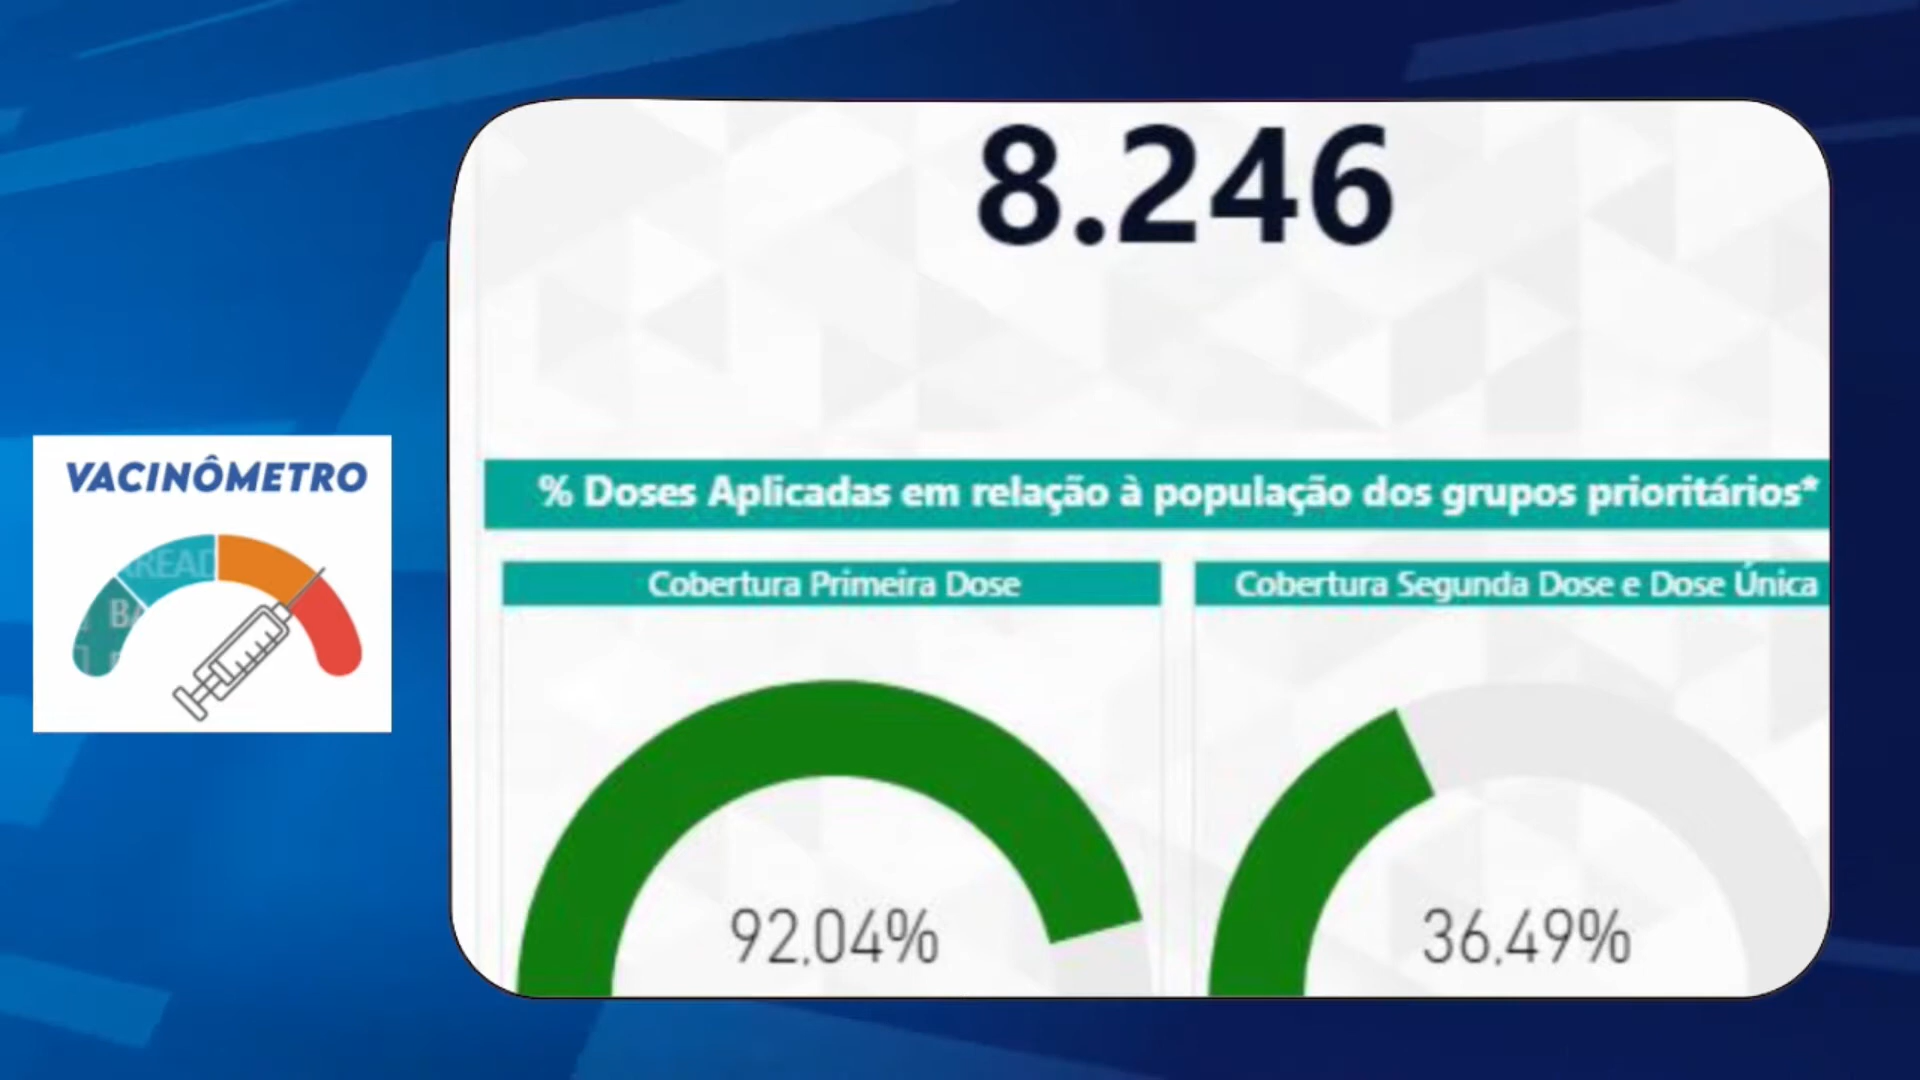 8.246
VACINÔMETRO
% Doses Aplicadas em relação à população dos grupos prioritários*
Cobertura Primeira Dose
Cobertura Segunda Dose e Dose Única
92,04%
36,49%